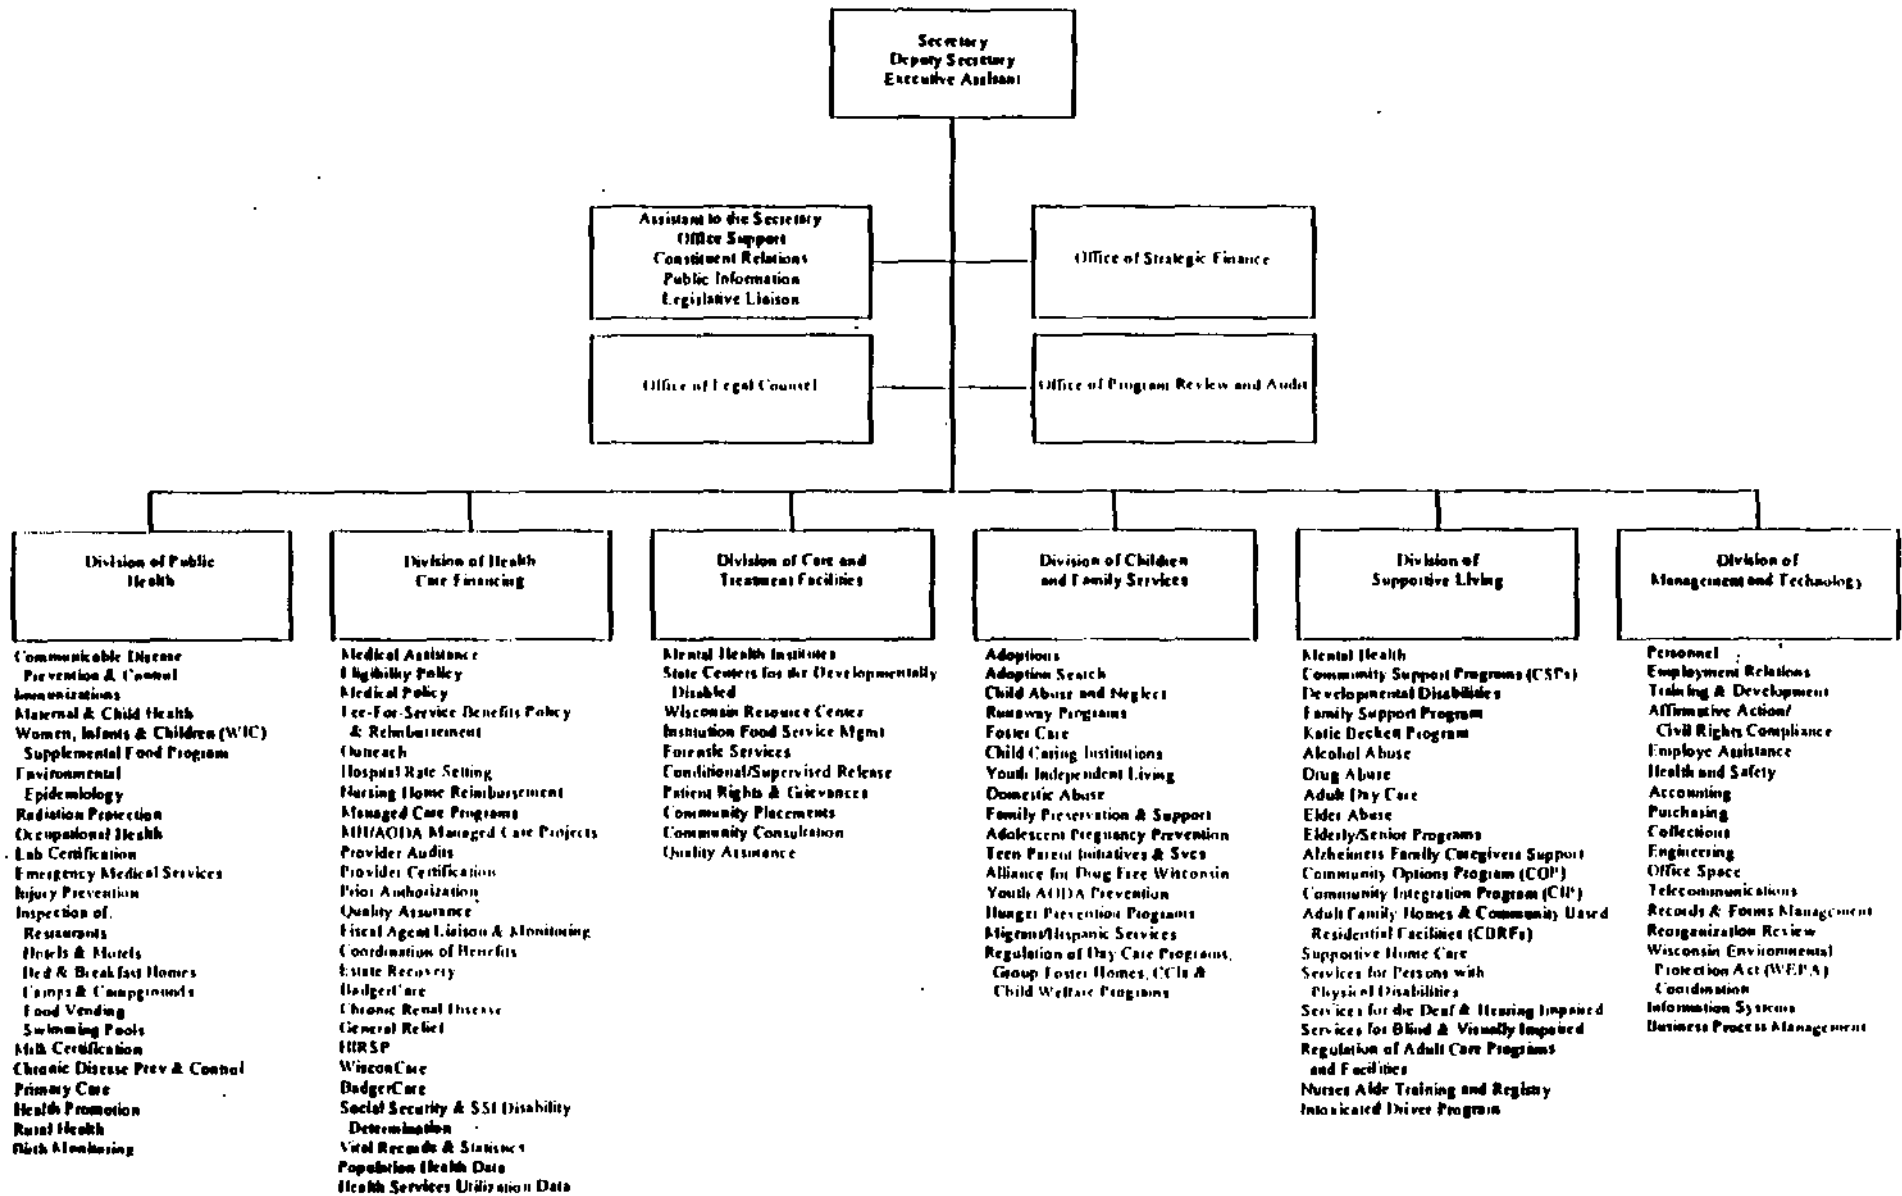 Secretary
Deputy Secretary
Executive Assistant
Assistant to the Secretary
Office Support
Constituent Relations
Public Information
Legislative Liaison
Office of Strategic Finance
Office of Legal Counsel
Office of Program Review and Audit
Division of Public
Health
Communicable Disease
Prevention & Control
Immunizations
Maternal & Child Health
Women, Infants & Children (WIC)
Supplemental Food Program
Environmental
Epidemiology
Radiation Protection
Occupational Health
Lab Certification
Emergency Medical Services
Injury Prevention
Inspection of
Restaurants
Hotels & Motels
Bed & Breakfast Homes
Camps & Campgrounds
Food Vending
Swimming Pools
Milk Certification
Chronic Disease Prev & Control
Primary Care
Health Promotion
Rural Health
Birth Monitoring
Division of Health
Care Financing
Medical Assistance
Eligibility Policy
Medical Policy
Fee-For-Service Benefits Policy
& Reimbursement
Outreach
Hospital Rate Setting
Nursing Home Reimbursement
Managed Care Programs
MH/AODA Managed Care Projects
Provider Audits
Provider Certification
Prior Authorization
Quality Assurance
Fiscal Agent Liaison & Monitoring
Coordination of Benefits
Estate Recovery
BadgerCare
Chronic Renal Disease
General Relief
HIRSP
WisconCare
BadgerCare
Social Security & SSI Disability
Determination
Vital Records & Statistics
Population Health Data
Health Services Utilization Data
Division of Care and
Treatment Facilities
Mental Health Institutes
State Centers for the Developmentally
Disabled
Wisconsin Resource Center
Institution Food Service Mgmt
Forensic Services
Conditional/Supervised Release
Patient Rights & Grievances
Community Placements
Community Consultation
Quality Assurance
Division of Children
and Family Services
Adoptions
Adoption Search
Child Abuse and Neglect
Runaway Programs
Foster Care
Child Caring Institutions
Youth Independent Living
Domestic Abuse
Family Preservation & Support
Adolescent Pregnancy Prevention
Teen Parent Initiatives & Svcs
Alliance for Drug Free Wisconsin
Youth AODA Prevention
Hunger Prevention Programs
Migrant/Hispanic Services
Regulation of Day Care Programs,
Group Foster Homes, CCIs &
Child Welfare Programs
Division of
Supportive Living
Mental Health
Community Support Programs (CSPs)
Developmental Disabilities
Family Support Program
Katie Beckett Program
Alcohol Abuse
Drug Abuse
Adult Day Care
Elder Abuse
Elderly/Senior Programs
Alzheimers Family Caregivers Support
Community Options Program (COP)
Community Integration Program (CIP)
Adult Family Homes & Community Based
Residential Facilities (CBRFs)
Supportive Home Care
Services for Persons with
Physical Disabilities
Services for the Deaf & Hearing Impaired
Services for Blind & Visually Impaired
Regulation of Adult Care Programs
and Facilities
Nurses Aide Training and Registry
Intoxicated Driver Program
Division of
Management and Technology
Personnel
Employment Relations
Training & Development
Affirmative Action/
Civil Rights Compliance
Employe Assistance
Health and Safety
Accounting
Purchasing
Collections
Engineering
Office Space
Telecommunications
Records & Forms Management
Reorganization Review
Wisconsin Environmental
Protection Act (WEPA)
Coordination
Information Systems
Business Process Management